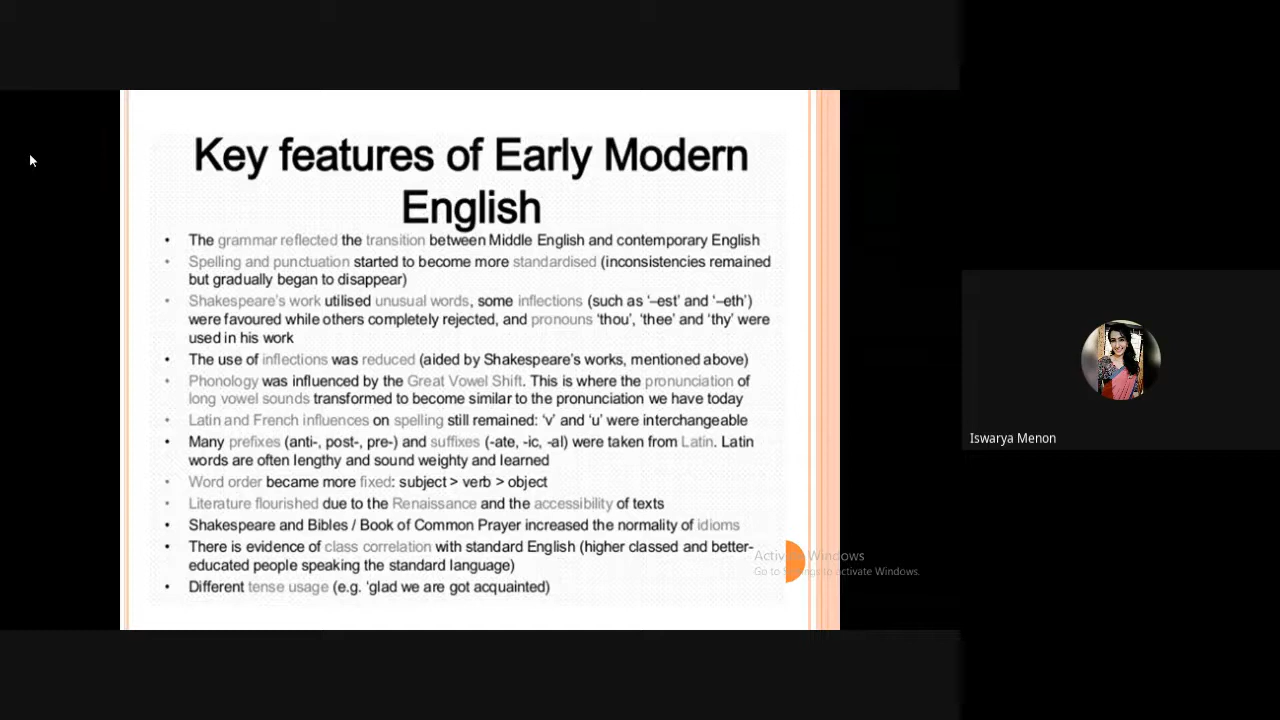 Key features of Early Modern
English
• The grammar reflected the transition between Middle English and contemporary English
• Spelling and punctuation started to become more standardised (inconsistencies remained
but gradually began to disappear)
• Shakespeare's work utilised unusual words, some inflections (such as '–est' and '–eth')
were favoured while others completely rejected, and pronouns 'thou', 'thee' and 'thy' were
used in his work
• The use of inflections was reduced (aided by Shakespeare's works, mentioned above)
• Phonology was influenced by the Great Vowel Shift. This is where the pronunciation of
long vowel sounds transformed to become similar to the pronunciation we have today
• Latin and French influences on spelling still remained: 'v' and 'u' were interchangeable
• Many prefixes (anti-, post-, pre-) and suffixes (-ate, -ic, -al) were taken from Latin. Latin
words are often lengthy and sound weighty and learned
• Word order became more fixed: subject > verb > object
• Literature flourished due to the Renaissance and the accessibility of texts
• Shakespeare and Bibles / Book of Common Prayer increased the normality of idioms
• There is evidence of class correlation with standard English (higher classed and better-
educated people speaking the standard language)
• Different tense usage (e.g. 'glad we are got acquainted)
Activate Windows
Go to Settings to activate Windows.
Iswarya Menon